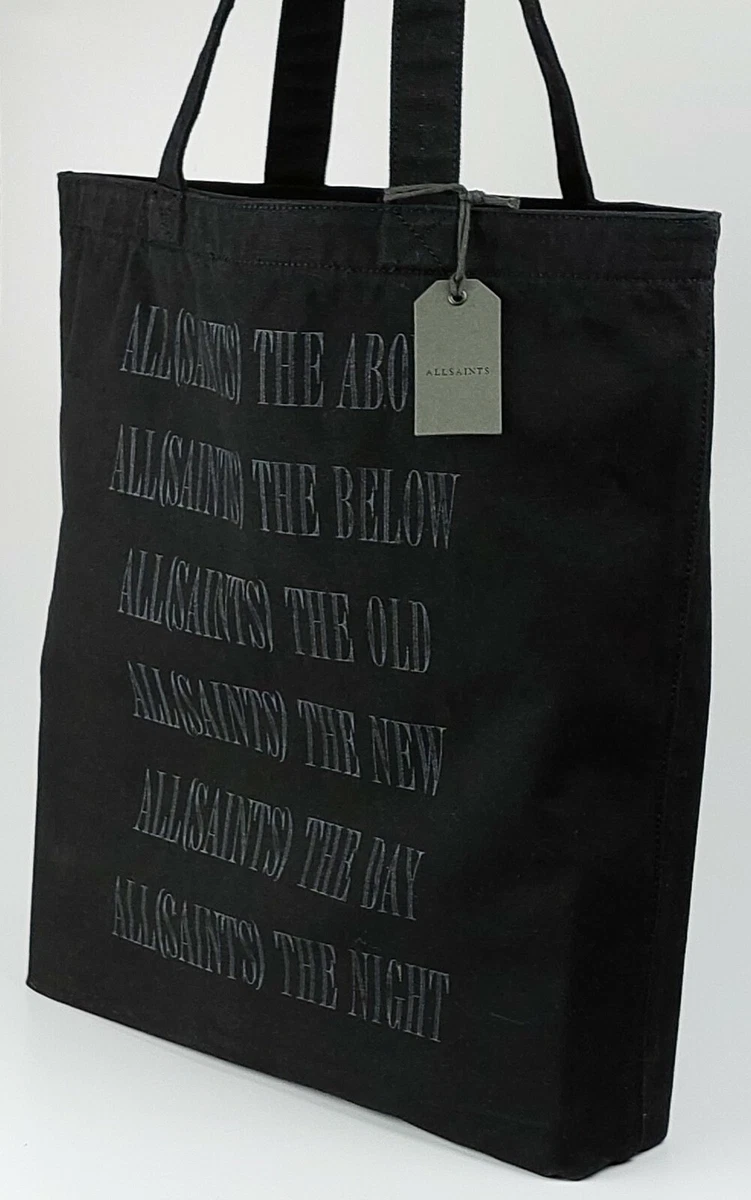 ALL(SAINTS) THE ABO
ALLSAINTS
ALL(SAINTS) THE BELOW
ALL(SAINTS) THE OLD
ALL(SAINTS) THE NEW
ALL(SAINTS) THE DAY
ALL(SAINTS) THE NIGHT